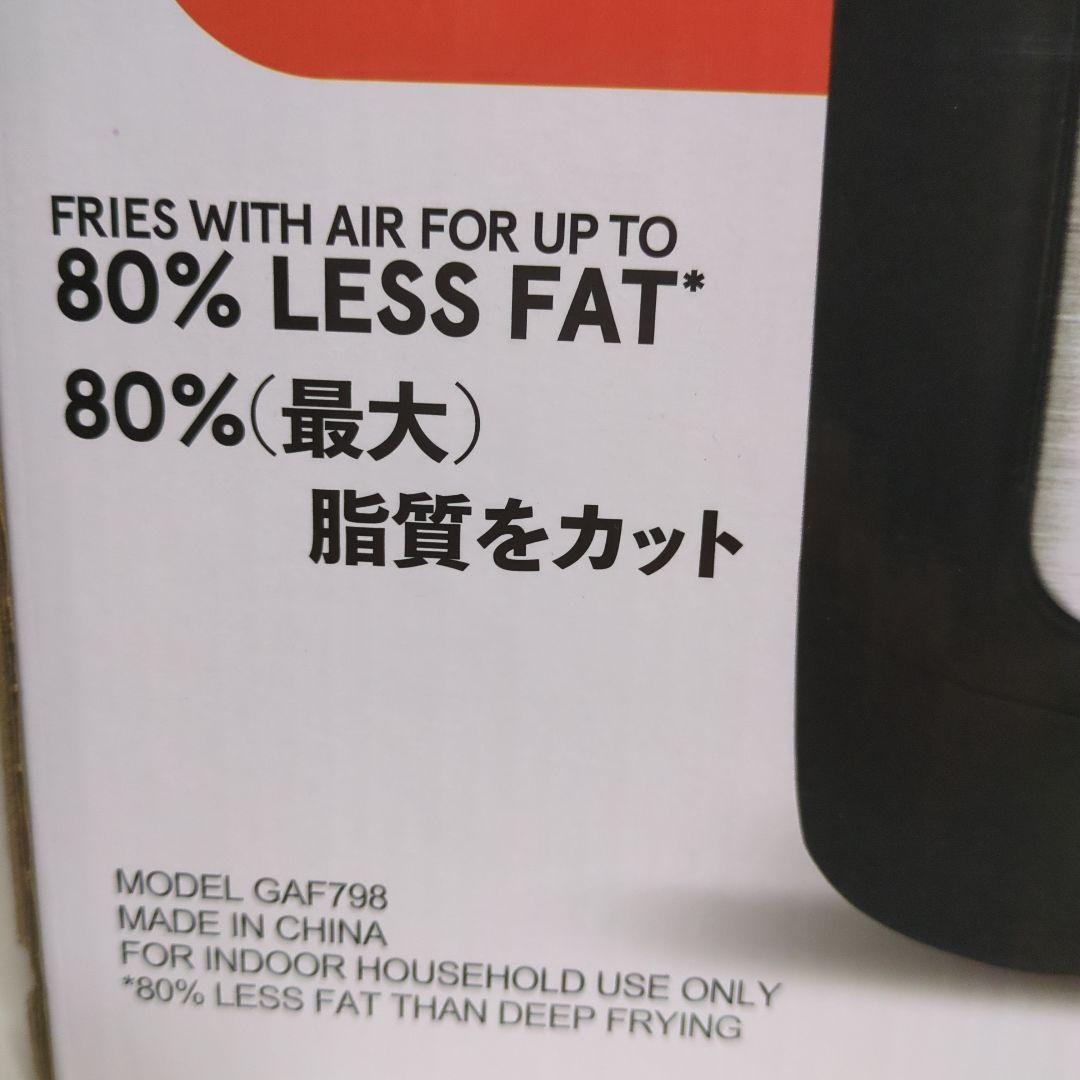 FRIES WITH AIR FOR UP TO
80% LESS FAT*
80%(最大)
脂質をカット
MODEL GAF798
MADE IN CHINA
FOR INDOOR HOUSEHOLD USE ONLY
*80% LESS FAT THAN DEEP FRYING